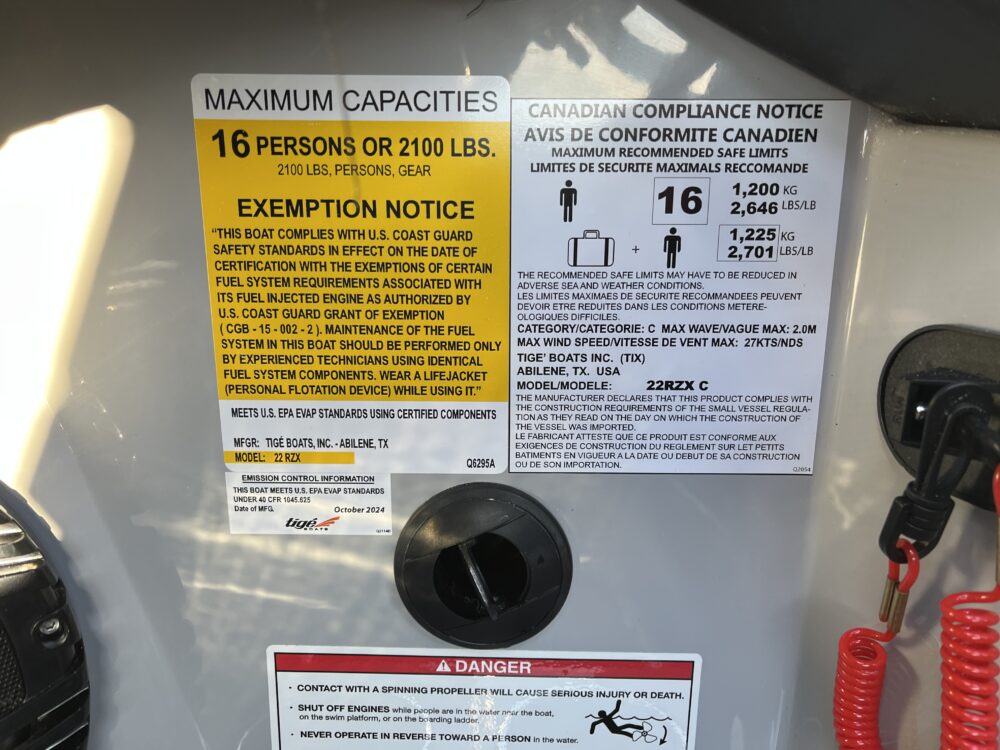 MAXIMUM CAPACITIES
16 PERSONS OR 2100 LBS.
2100 LBS, PERSONS, GEAR
EXEMPTION NOTICE
"THIS BOAT COMPLIES WITH U.S. COAST GUARD
SAFETY STANDARDS IN EFFECT ON THE DATE OF
CERTIFICATION WITH THE EXEMPTIONS OF CERTAIN
FUEL SYSTEM REQUIREMENTS ASSOCIATED WITH
ITS FUEL INJECTED ENGINE AS AUTHORIZED BY
U.S. COAST GUARD GRANT OF EXEMPTION
( CGB - 15 - 002 - 2 ). MAINTENANCE OF THE FUEL
SYSTEM IN THIS BOAT SHOULD BE PERFORMED ONLY
BY EXPERIENCED TECHNICIANS USING IDENTICAL
FUEL SYSTEM COMPONENTS. WEAR A LIFEJACKET
(PERSONAL FLOTATION DEVICE) WHILE USING IT."
MEETS U.S. EPA EVAP STANDARDS USING CERTIFIED COMPONENTS
MFGR: TIGÉ BOATS, INC. - ABILENE, TX
MODEL: 22 RZX
Q6295A
EMISSION CONTROL INFORMATION
THIS BOAT MEETS U.S. EPA EVAP STANDARDS
UNDER 40 CFR 1045.625
Date of MFG. October 2024
tigé
BOATS
CANADIAN COMPLIANCE NOTICE
AVIS DE CONFORMITE CANADIEN
MAXIMUM RECOMMENDED SAFE LIMITS
LIMITES DE SECURITE MAXIMALS RECCOMANDE
16 1,200 KG
2,646 LBS/LB
+ 1,225 KG
2,701 LBS/LB
THE RECOMMENDED SAFE LIMITS MAY HAVE TO BE REDUCED IN
ADVERSE SEA AND WEATHER CONDITIONS.
LES LIMITES MAXIMAES DE SECURITE RECOMMANDEES PEUVENT
DEVOIR ETRE REDUITES DANS LES CONDITIONS METERE-
OLOGIQUES DIFFICILES.
CATEGORY/CATEGORIE: C MAX WAVE/VAGUE MAX: 2.0M
MAX WIND SPEED/VITESSE DE VENT MAX: 27KTS/NDS
TIGE' BOATS INC. (TIX)
ABILENE, TX. USA
MODEL/MODELE: 22RZX C
THE MANUFACTURER DECLARES THAT THIS PRODUCT COMPLIES WITH
THE CONSTRUCTION REQUIREMENTS OF THE SMALL VESSEL REGULA-
TION AS THEY READ ON THE DAY ON WHICH THE CONSTRUCTION OF
THE VESSEL WAS IMPORTED.
LE FABRICANT ATTESTE QUE CE PRODUIT EST CONFORME AUX
EXIGENCES DE CONSTRUCTION DU REGLEMENT SUR LET PETITS
BATIMENTS EN VIGUEUR A LA DATE OU DEBUT DE SA CONSTRUCTION
OU DE SON IMPORTATION.
Q2054
DANGER
· CONTACT WITH A SPINNING PROPELLER WILL CAUSE SERIOUS INJURY OR DEATH.
· SHUT OFF ENGINES while people are in the water near the boat,
on the swim platform, or on the boarding ladder.
· NEVER OPERATE IN REVERSE TOWARD A PERSON in the water.